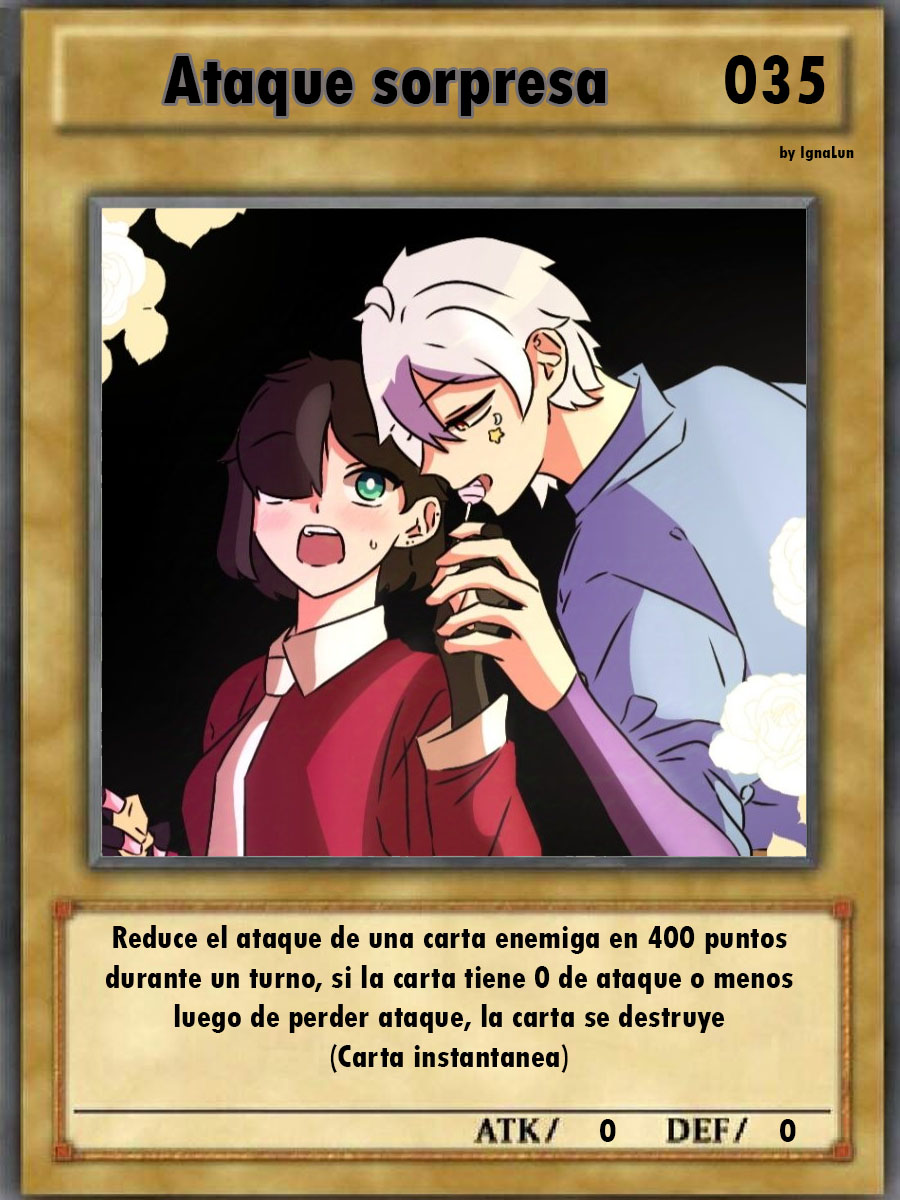 Ataque sorpresa 035
by IgnaLun
Reduce el ataque de una carta enemiga en 400 puntos
durante un turno, si la carta tiene 0 de ataque o menos
luego de perder ataque, la carta se destruye
(Carta instantanea)
ATK/ 0 DEF/ 0